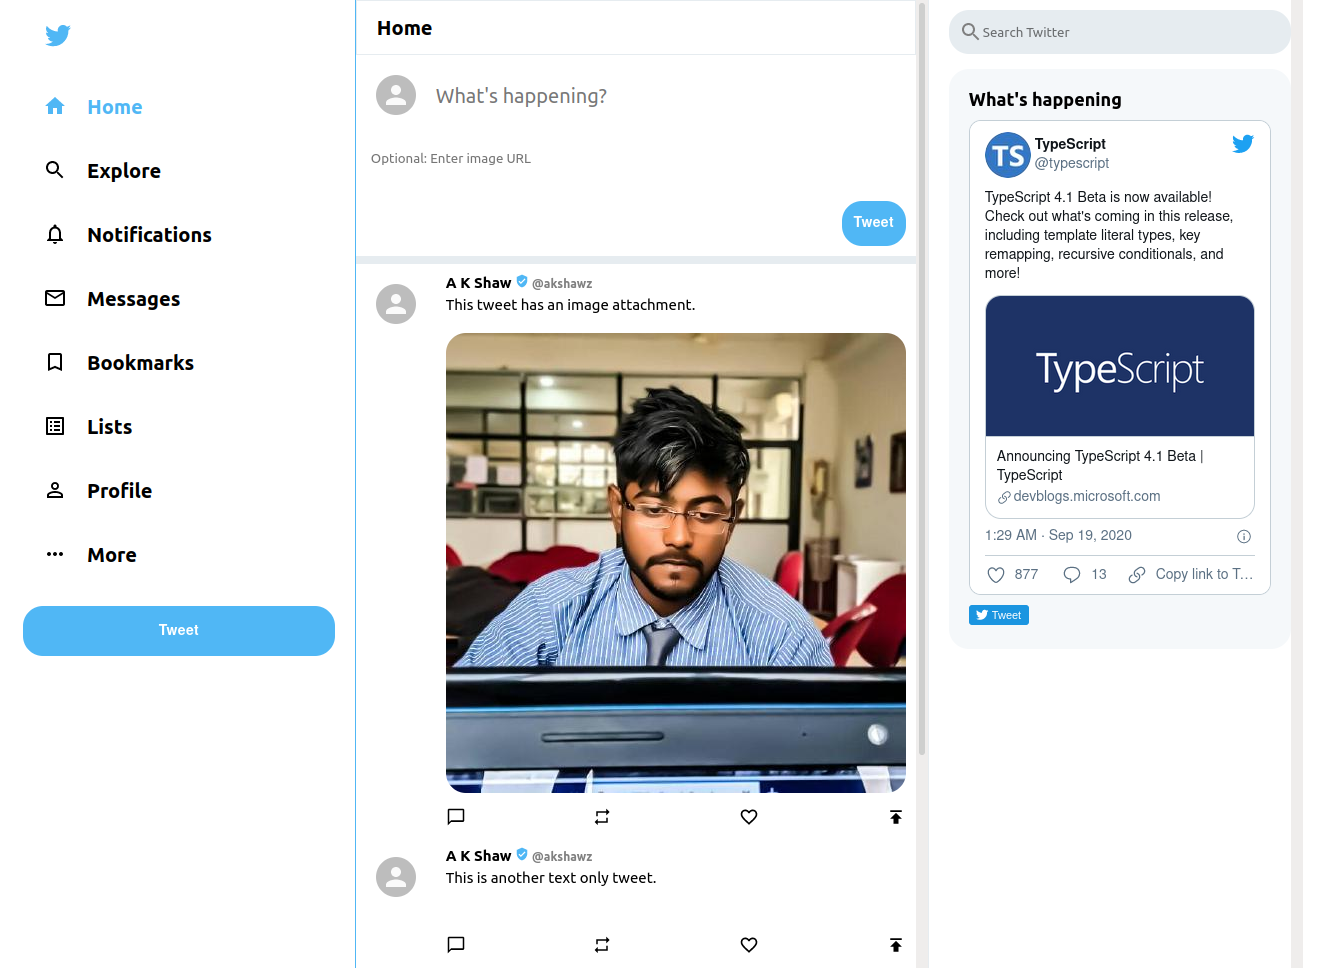 Home
Explore
Notifications
Messages
Bookmarks
Lists
Profile
More
Tweet
Home
What's happening?
Optional: Enter image URL
Tweet
A K Shaw @akshawz
This tweet has an image attachment.
A K Shaw @akshawz
This is another text only tweet.
Search Twitter
What's happening
TS
TypeScript
@typescript
TypeScript 4.1 Beta is now available!
Check out what's coming in this release,
including template literal types, key
remapping, recursive conditionals, and
more!
TypeScript
Announcing TypeScript 4.1 Beta |
TypeScript
devblogs.microsoft.com
1:29 AM · Sep 19, 2020
877 13 Copy link to T...
Tweet